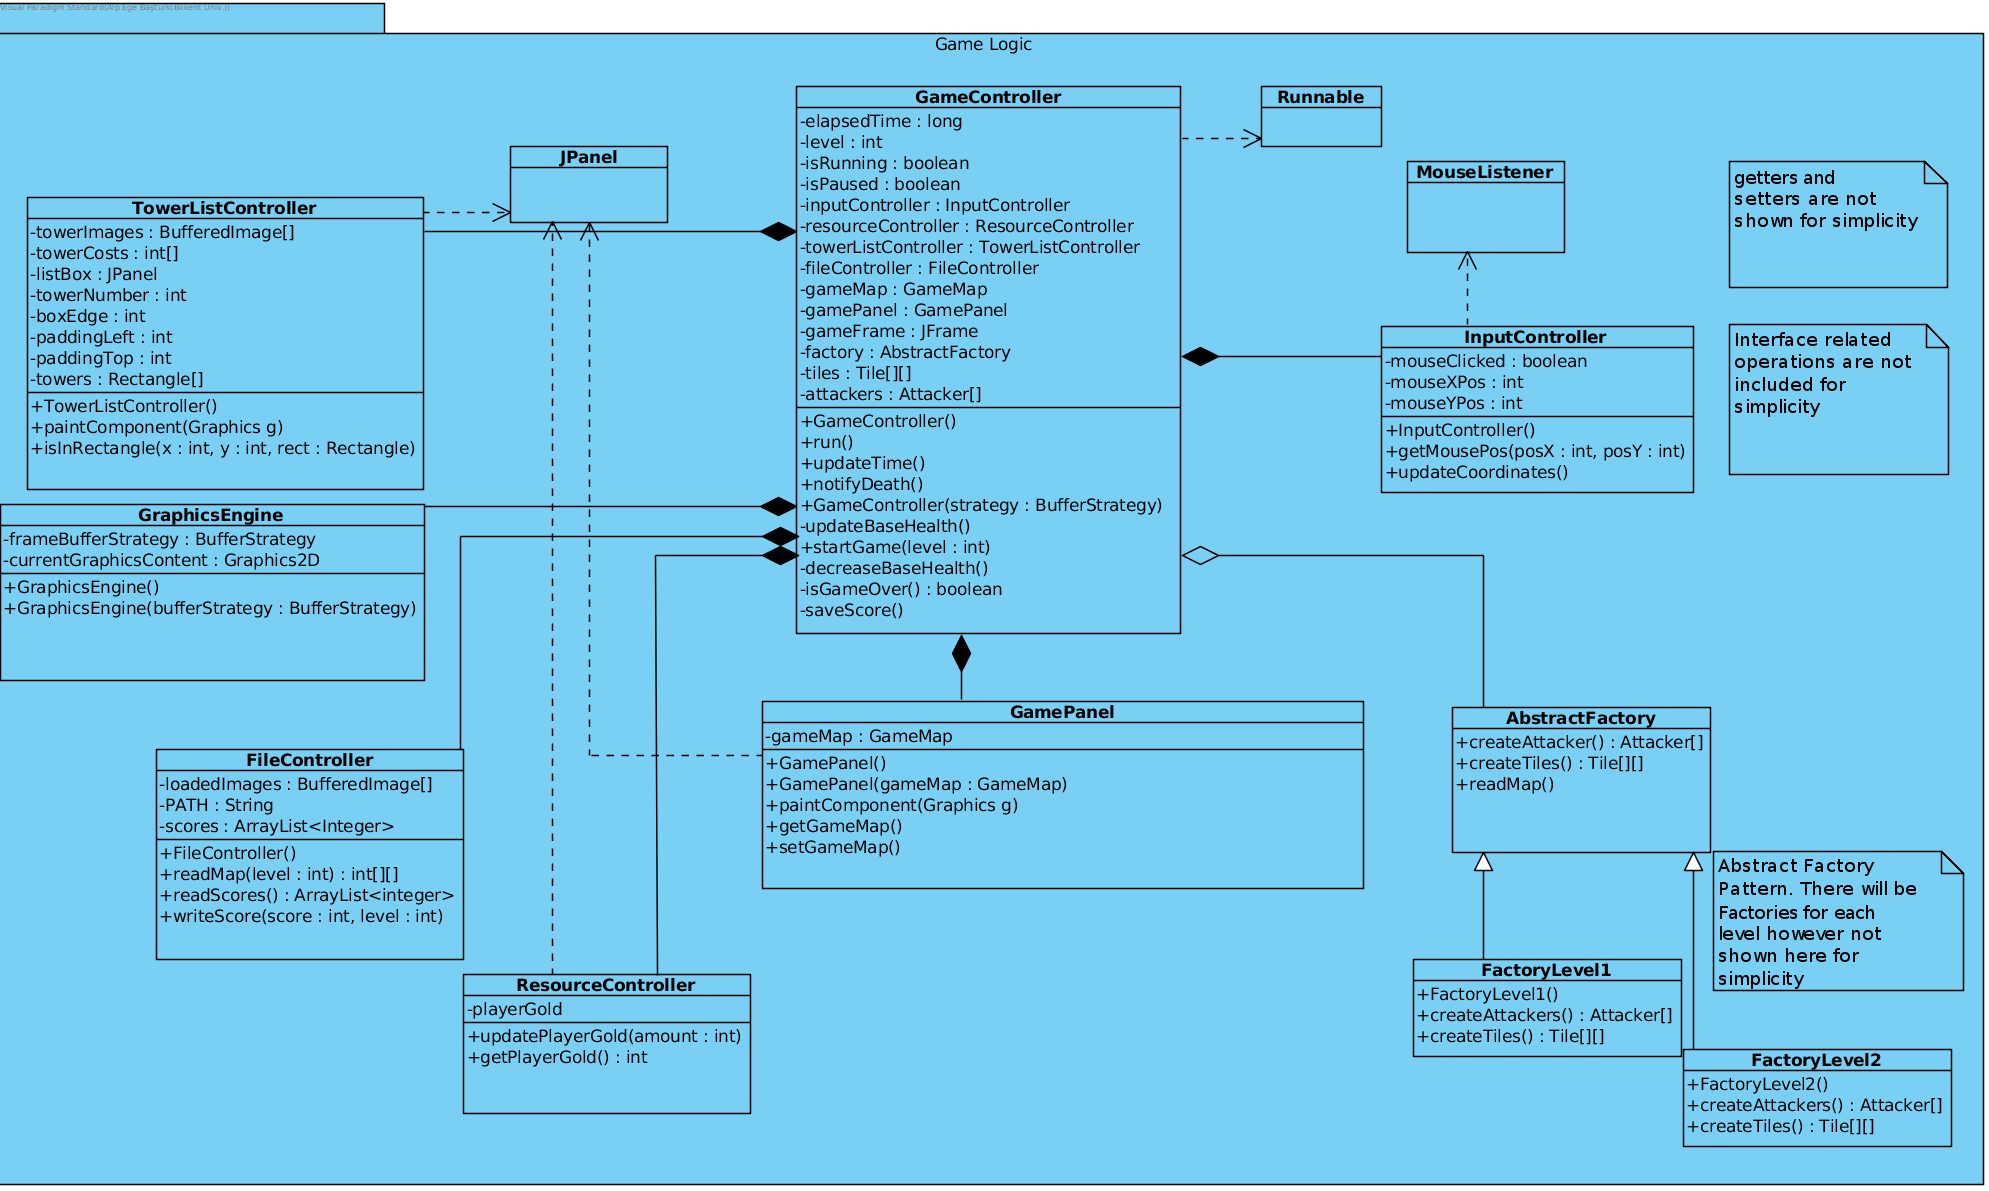 Visual Paradigm Standard(Alp Ege Baştürk(Bilkent Univ.))
Game Logic
GameController
-elapsedTime : long
-level : int
-isRunning : boolean
-isPaused : boolean
-inputController : InputController
-resourceController : ResourceController
-towerListController : TowerListController
-fileController : FileController
-gameMap : GameMap
-gamePanel : GamePanel
-gameFrame : JFrame
-factory : AbstractFactory
-tiles : Tile[][]
-attackers : Attacker[]
+GameController()
+run()
+updateTime()
+notifyDeath()
+GameController(strategy : BufferStrategy)
-updateBaseHealth()
+startGame(level : int)
-decreaseBaseHealth()
-isGameOver() : boolean
-saveScore()
Runnable
JPanel
MouseListener
getters and
setters are not
shown for simplicity
TowerListController
-towerImages : BufferedImage[]
-towerCosts : int[]
-listBox : JPanel
-towerNumber : int
-boxEdge : int
-paddingLeft : int
-paddingTop : int
-towers : Rectangle[]
+TowerListController()
+paintComponent(Graphics g)
+isInRectangle(x : int, y : int, rect : Rectangle)
InputController
-mouseClicked : boolean
-mouseXPos : int
-mouseYPos : int
+InputController()
+getMousePos(posX : int, posY : int)
+updateCoordinates()
Interface related
operations are not
included for
simplicity
GraphicsEngine
-frameBufferStrategy : BufferStrategy
-currentGraphicsContent : Graphics2D
+GraphicsEngine()
+GraphicsEngine(bufferStrategy : BufferStrategy)
GamePanel
-gameMap : GameMap
+GamePanel()
+GamePanel(gameMap : GameMap)
+paintComponent(Graphics g)
+getGameMap()
+setGameMap()
AbstractFactory
+createAttacker() : Attacker[]
+createTiles() : Tile[][]
+readMap()
FileController
-loadedImages : BufferedImage[]
-PATH : String
-scores : ArrayList<Integer>
+FileController()
+readMap(level : int) : int[][]
+readScores() : ArrayList<integer>
+writeScore(score : int, level : int)
Abstract Factory
Pattern. There will be
Factories for each
level however not
shown here for
simplicity
ResourceController
-playerGold
+updatePlayerGold(amount : int)
+getPlayerGold() : int
FactoryLevel1
+FactoryLevel1()
+createAttackers() : Attacker[]
+createTiles() : Tile[][]
FactoryLevel2
+FactoryLevel2()
+createAttackers() : Attacker[]
+createTiles() : Tile[][]